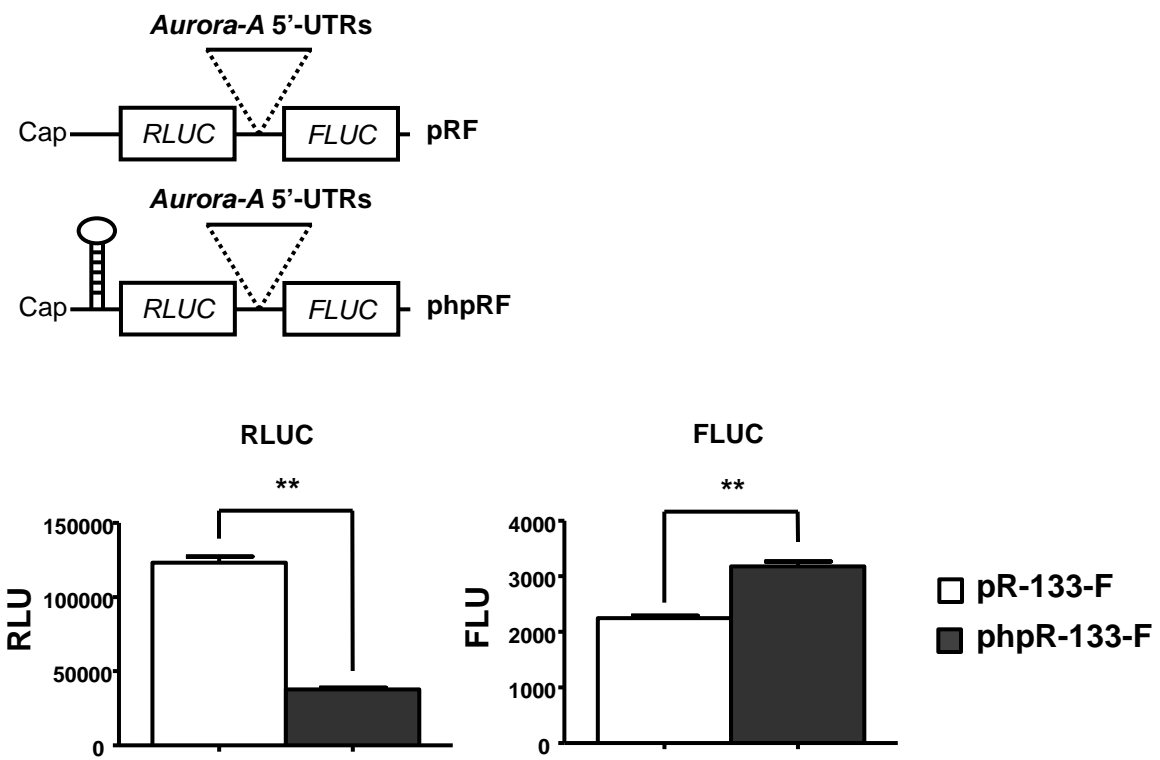 Aurora-A 5’-UTRs
Cap RLUC FLUC pRF
Aurora-A 5’-UTRs
Cap RLUC FLUC phpRF
RLUC
**
150000
100000
50000
0
RLU
FLUC
**
4000
3000
2000
1000
0
FLU
pR-133-F
phpR-133-F